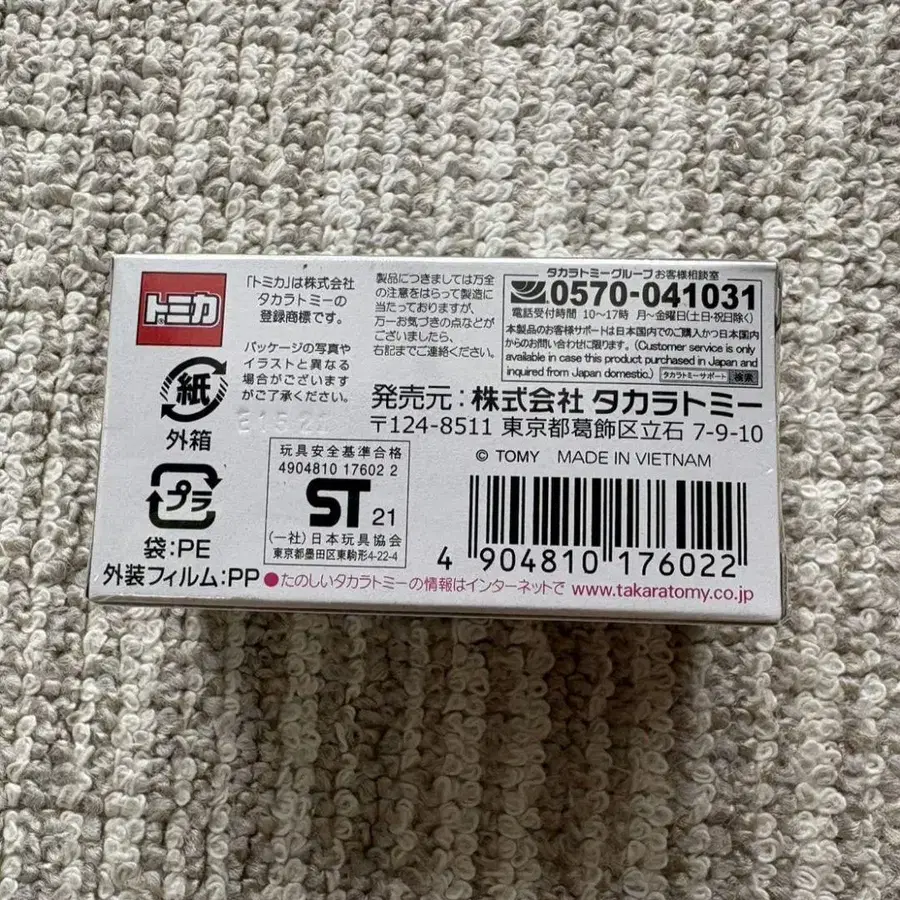 トミカ
「トミカ」は株式会社
タカラトミーの
登録商標です。
パッケージの写真や
イラストと異なる
場合がございます
がご了承ください。
製品につきましては万全
の注意をはらって製造に
当たっておりますが、
万一お気づきの点などが
ございましたら、
右記までご連絡ください。
タカラトミーグループ お客様相談室
0570-041031
電話受付時間 10〜17時 月〜金曜日(土日・祝日除く)
本製品のお客様サポートは日本国内でのご購入かつ日本国内
からのお問い合わせに限ります。(Customer service is only
available in case this product purchased in Japan and
inquired from Japan domestic.)
タカラトミーサポート 検索
発売元:株式会社 タカラトミー
〒124-8511 東京都葛飾区立石 7-9-10
© TOMY MADE IN VIETNAM
紙
外箱
プラ
袋:PE
外装フィルム:PP
玩具安全基準合格
4904810 17602 2
ST 21
(一社)日本玩具協会
東京都墨田区東駒形4-22-4
4 904810 176022
●たのしいタカラトミーの情報はインターネットで www.takaratomy.co.jp